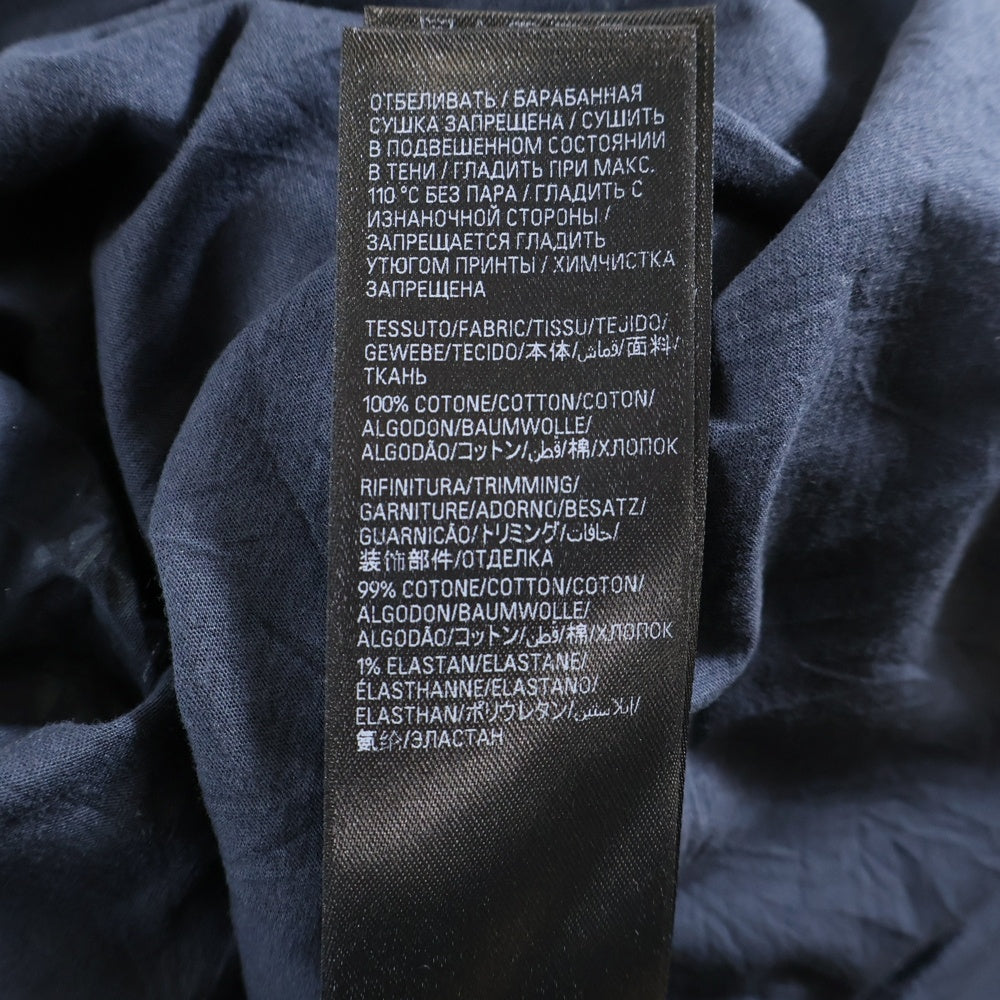 ОТБЕЛИВАТЬ / БАРАБАННАЯ
СУШКА ЗАПРЕЩЕНА / СУШИТЬ
В ПОДВЕШЕННОМ СОСТОЯНИИ
В ТЕНИ / ГЛАДИТЬ ПРИ МАКС.
110 °C БЕЗ ПАРА / ГЛАДИТЬ С
ИЗНАНОЧНОЙ СТОРОНЫ /
ЗАПРЕЩАЕТСЯ ГЛАДИТЬ
УТЮГОМ ПРИНТЫ / ХИМЧИСТКА
ЗАПРЕЩЕНА
TESSUTO/FABRIC/TISSU/TEJIDO/
GEWEBE/TECIDO/本体/قماش/面料/
ТКАНЬ
100% COTONE/COTTON/COTON/
ALGODON/BAUMWOLLE/
ALGODÃO/コットン/قطن/棉/ХЛОПОК
RIFINITURA/TRIMMING/
GARNITURE/ADORNO/BESATZ/
GUARNICÃO/トリミング/حافات/
装饰部件/ОТДЕЛКА
99% COTONE/COTTON/COTON/
ALGODON/BAUMWOLLE/
ALGODÃO/コットン/قطن/棉/ХЛОПОК
1% ELASTAN/ELASTANE/
ÉLASTHANNE/ELASTANO/
ELASTHAN/ポリウレタン/
氨纶/ЭЛАСТАН